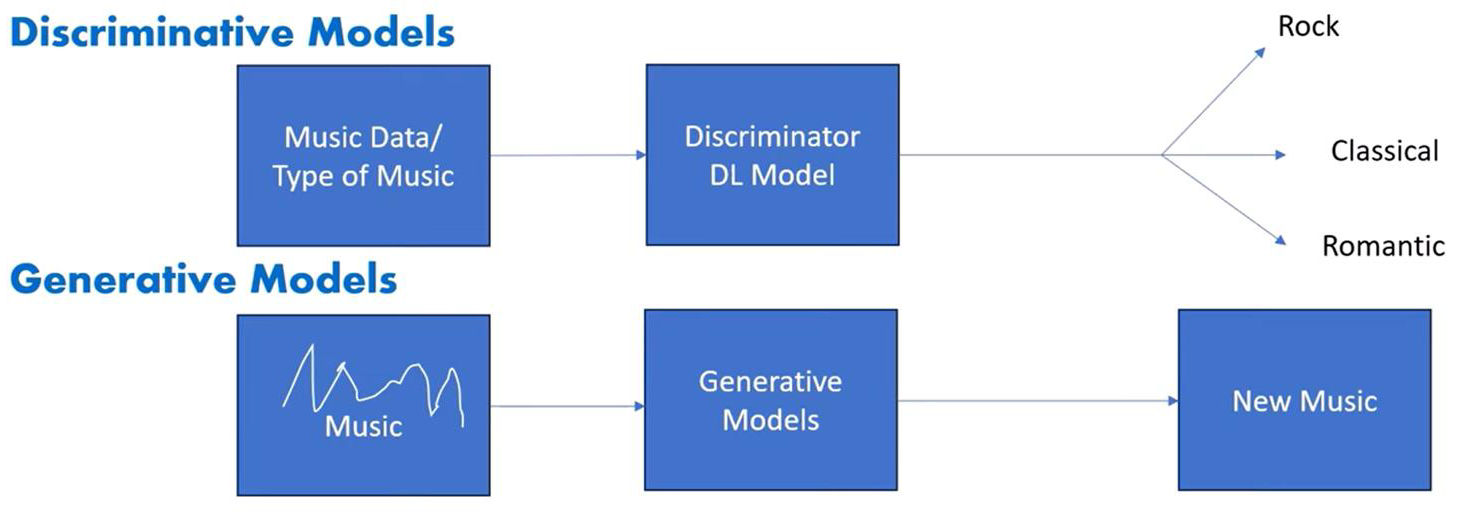 Discriminative Models
Rock
Music Data/
Type of Music
Discriminator
DL Model
Classical
Romantic
Generative Models
Music
Generative
Models
New Music